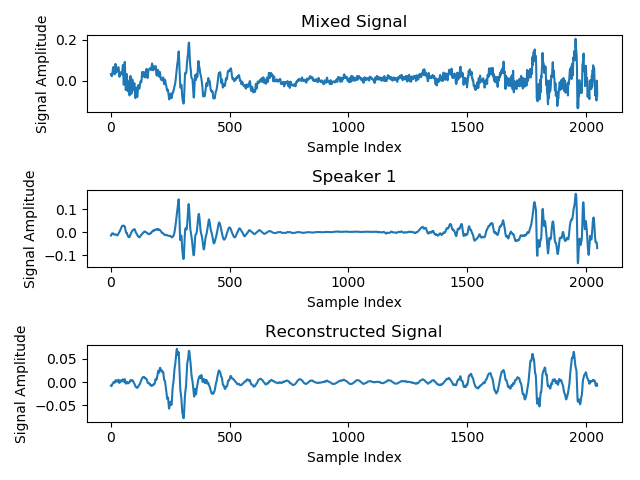 Mixed Signal
Signal Amplitude
0.2
0.0
0 500 1000 1500 2000
Sample Index
Speaker 1
Signal Amplitude
0.1
0.0
−0.1
0 500 1000 1500 2000
Sample Index
Reconstructed Signal
Signal Amplitude
0.05
0.00
−0.05
0 500 1000 1500 2000
Sample Index